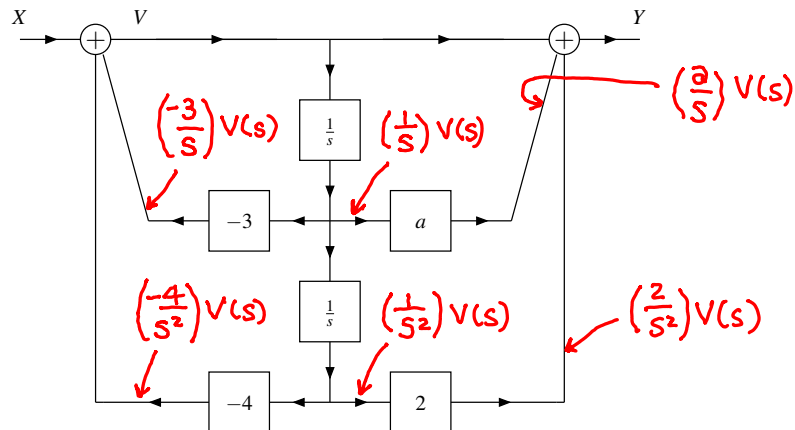 X V Y
+ +
(-3/s) V(s) 1/s (1/s) V(s) (a/s) V(s)
-3 a
(-4/s²) V(s) 1/s (1/s²) V(s) (2/s²) V(s)
-4 2